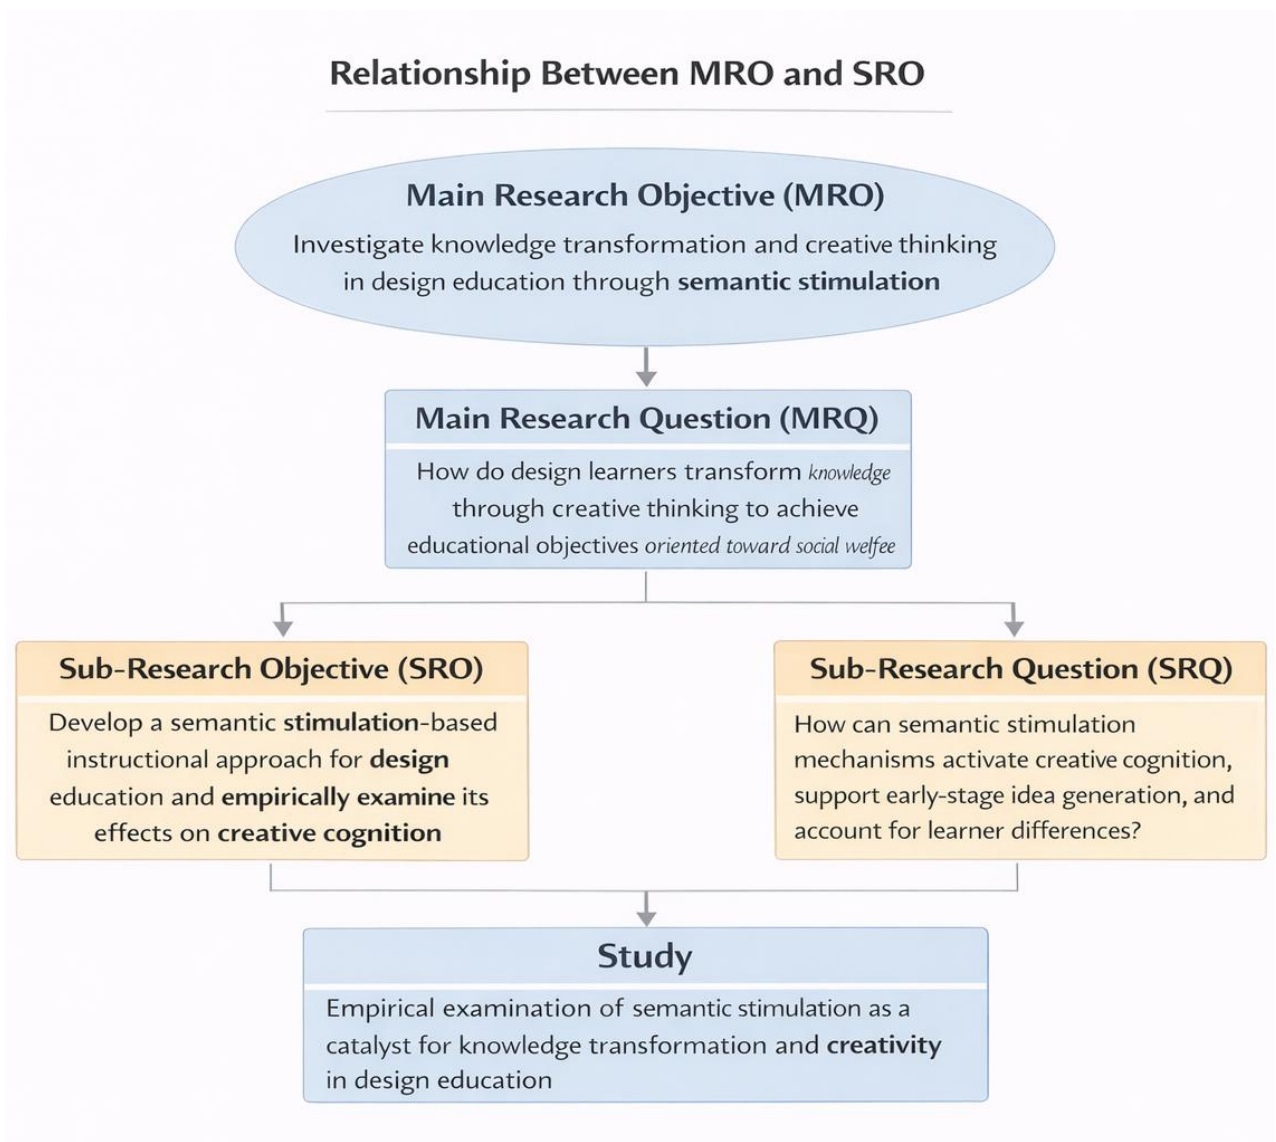 Relationship Between MRO and SRO
Main Research Objective (MRO)
Investigate knowledge transformation and creative thinking
in design education through semantic stimulation
Main Research Question (MRQ)
How do design learners transform knowledge
through creative thinking to achieve
educational objectives oriented toward social welfee
Sub-Research Objective (SRO)
Develop a semantic stimulation-based
instructional approach for design
education and empirically examine its
effects on creative cognition
Sub-Research Question (SRQ)
How can semantic stimulation
mechanisms activate creative cognition,
support early-stage idea generation, and
account for learner differences?
Study
Empirical examination of semantic stimulation as a
catalyst for knowledge transformation and creativity
in design education